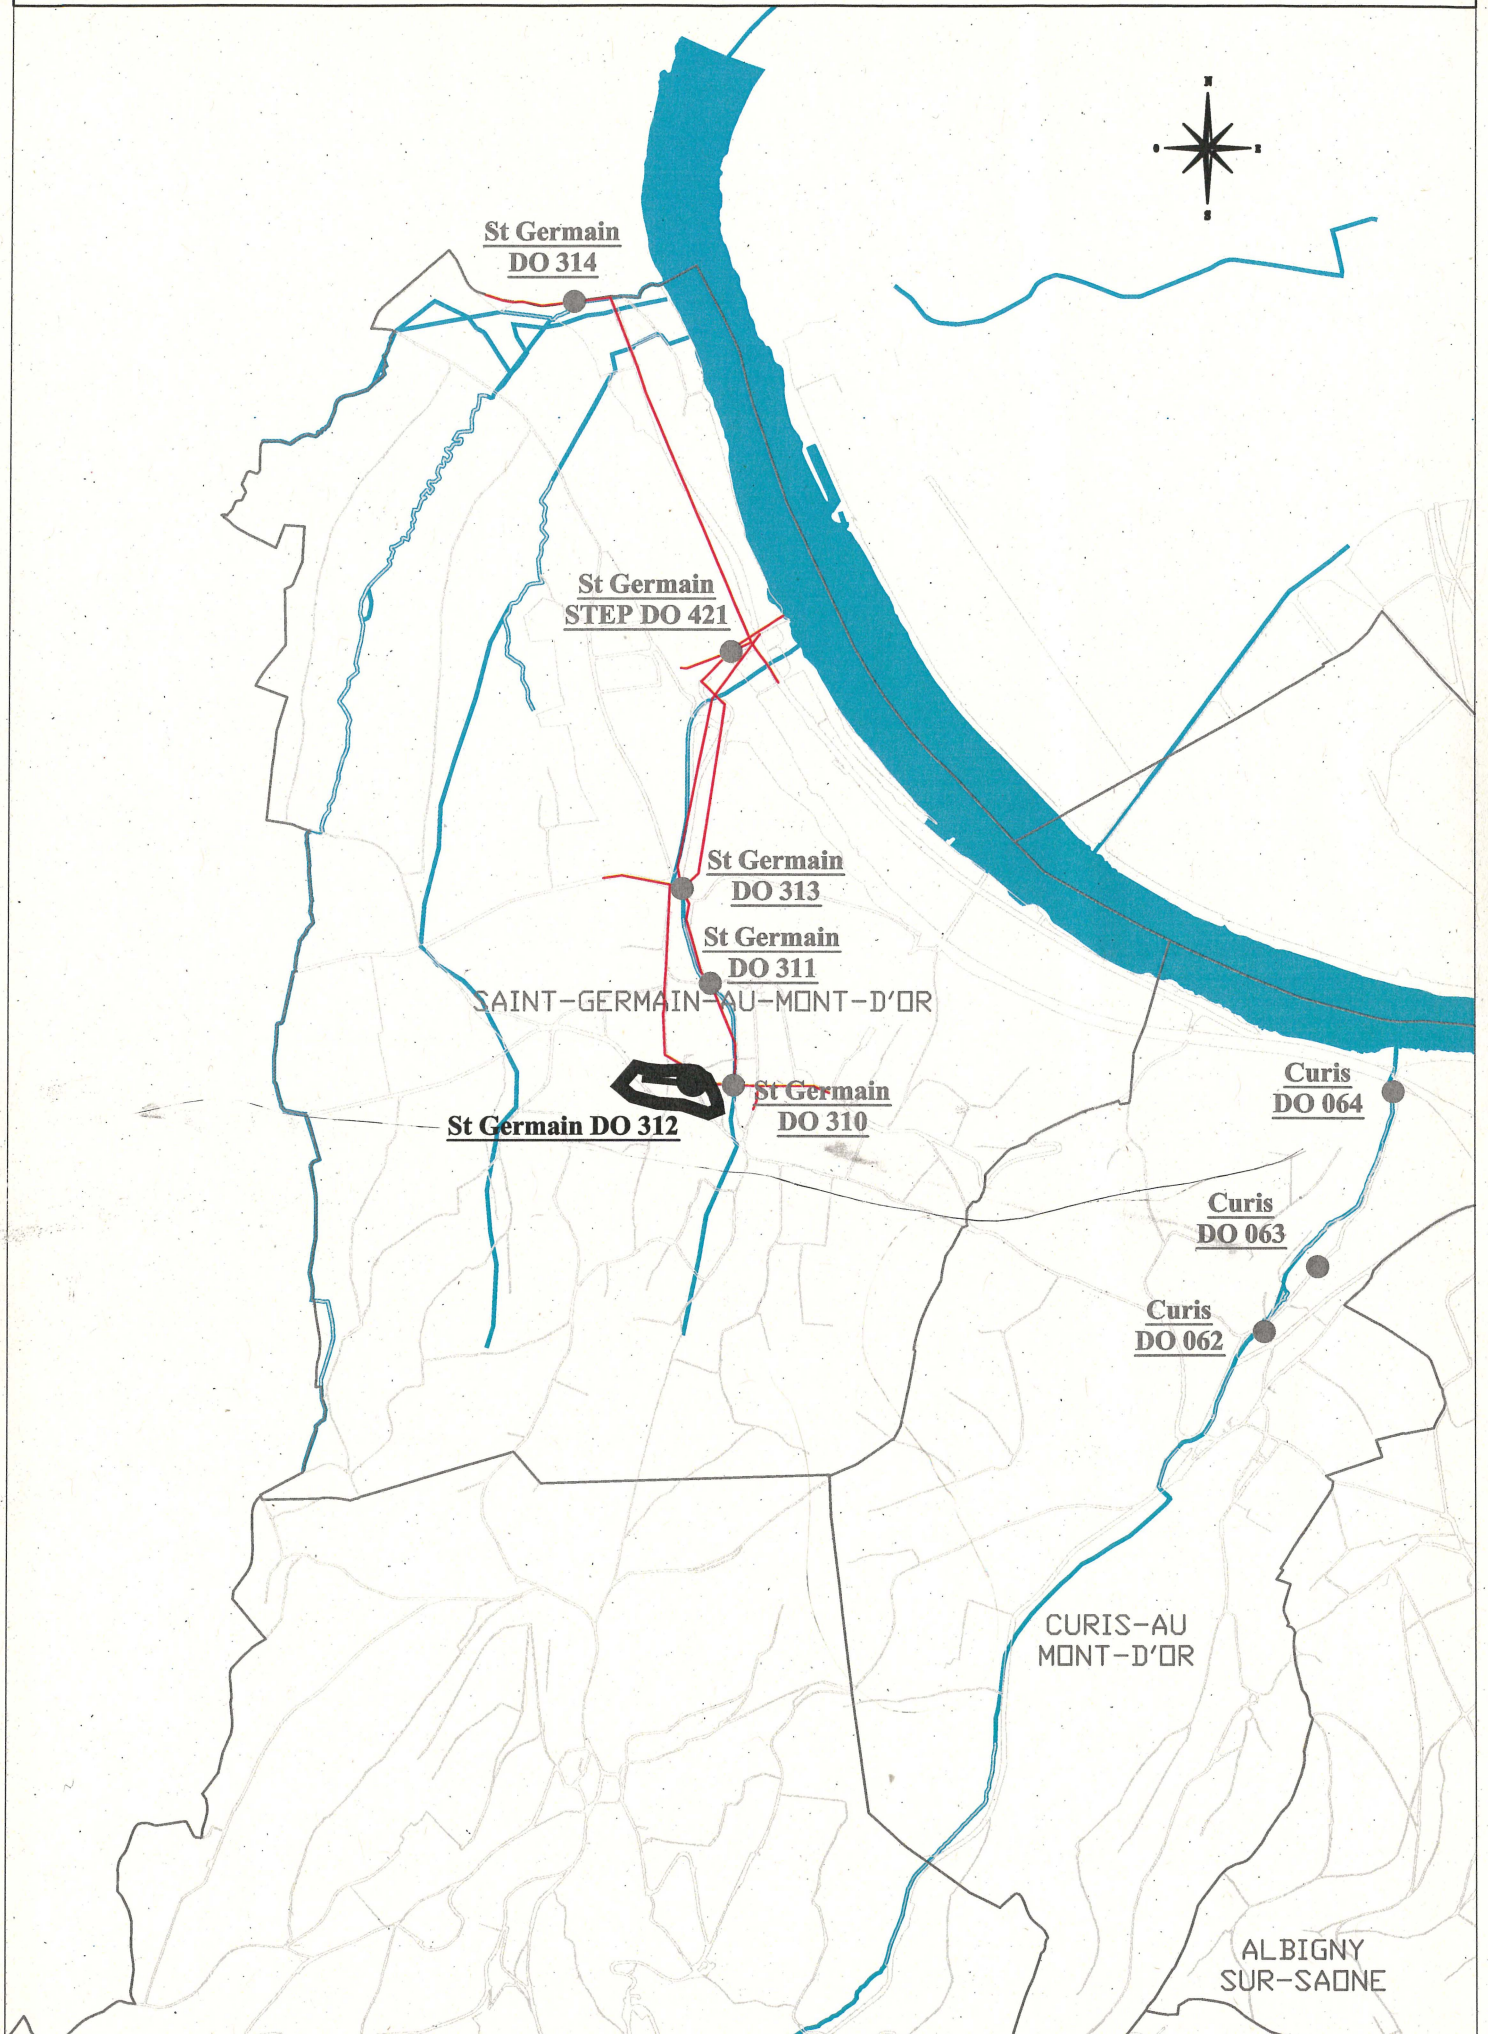 N
O
E
S
St Germain
DO 314
St Germain
STEP DO 421
St Germain
DO 313
St Germain
DO 311
SAINT-GERMAIN-AU-MONT-D'OR
St Germain
DO 310
St Germain DO 312
Curis
DO 064
Curis
DO 063
Curis
DO 062
CURIS-AU
MONT-D'OR
ALBIGNY
SUR-SAONE